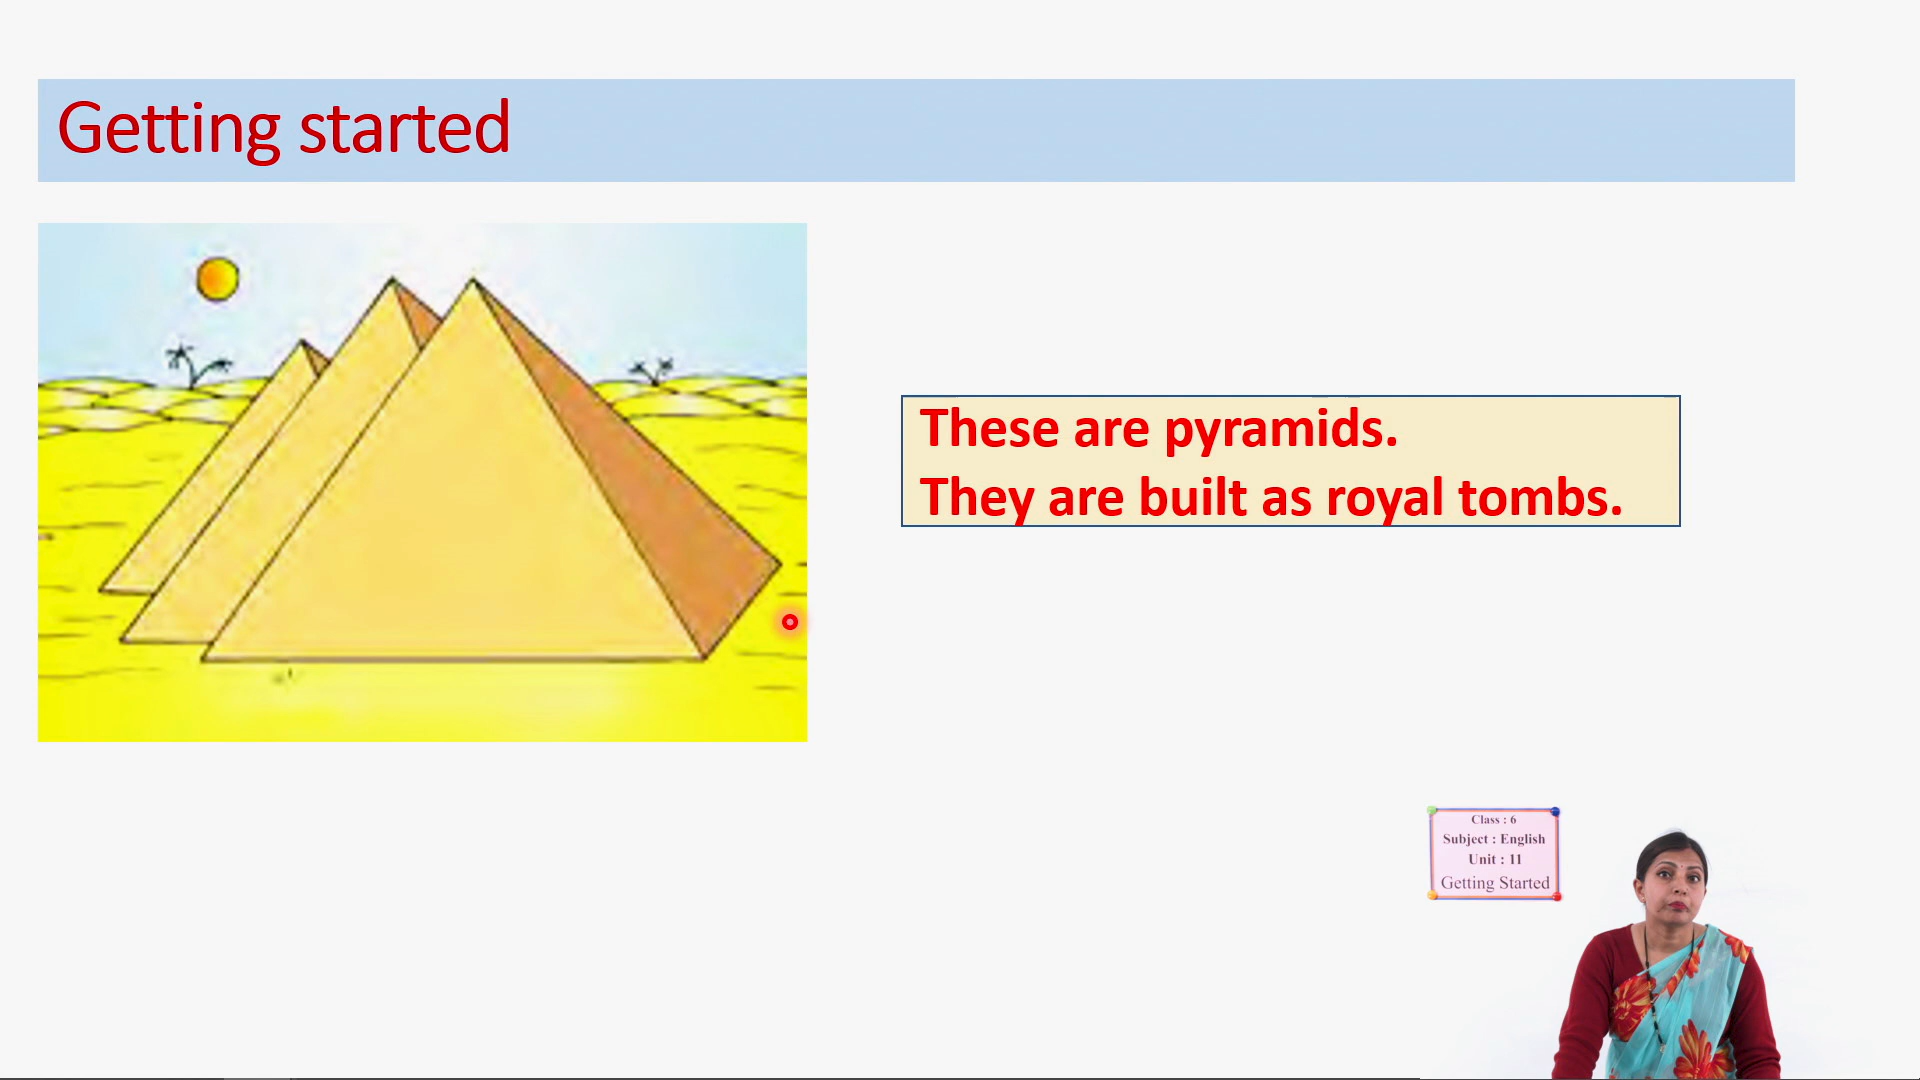 Getting started
These are pyramids.
They are built as royal tombs.
Class : 6
Subject : English
Unit : 11
Getting Started